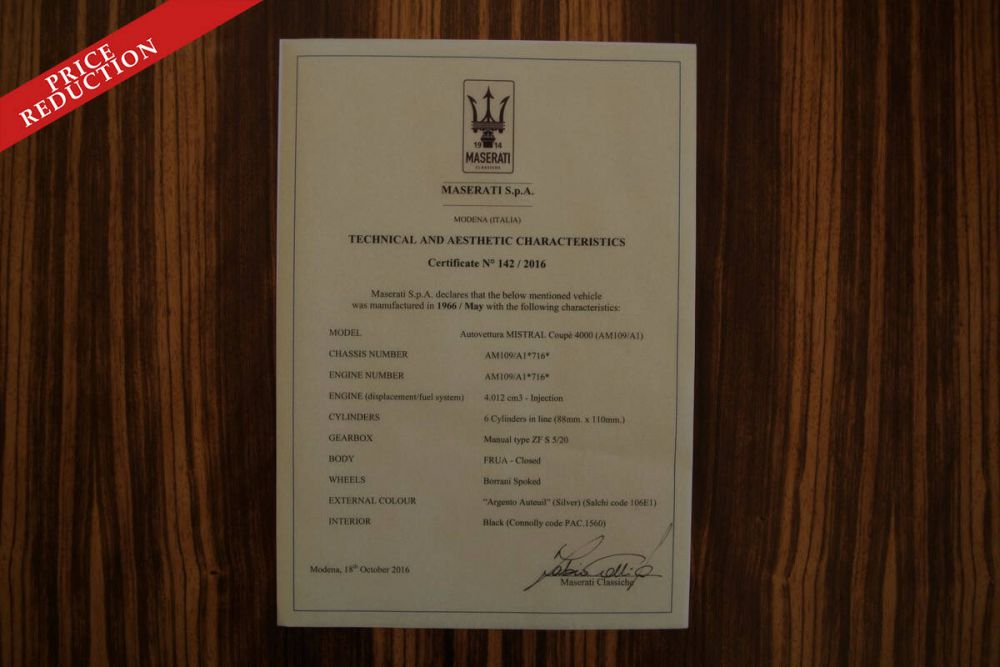 PRICE
REDUCTION
19 14
MASERATI
CLASSICHE
MASERATI S.p.A.
MODENA (ITALIA)
TECHNICAL AND AESTHETIC CHARACTERISTICS
Certificate N° 142 / 2016
Maserati S.p.A. declares that the below mentioned vehicle
was manufactured in 1966 / May with the following characteristics:
MODEL Autovettura MISTRAL Coupè 4000 (AM109/A1)
CHASSIS NUMBER AM109/A1*716*
ENGINE NUMBER AM109/A1*716*
ENGINE (displacement/fuel system) 4.012 cm3 - Injection
CYLINDERS 6 Cylinders in line (88mm. x 110mm.)
GEARBOX Manual type ZF S 5/20
BODY FRUA - Closed
WHEELS Borrani Spoked
EXTERNAL COLOUR "Argento Auteuil" (Silver) (Salchi code 106E1)
INTERIOR Black (Connolly code PAC.1560)
Modena, 18th October 2016
Maserati Classiche